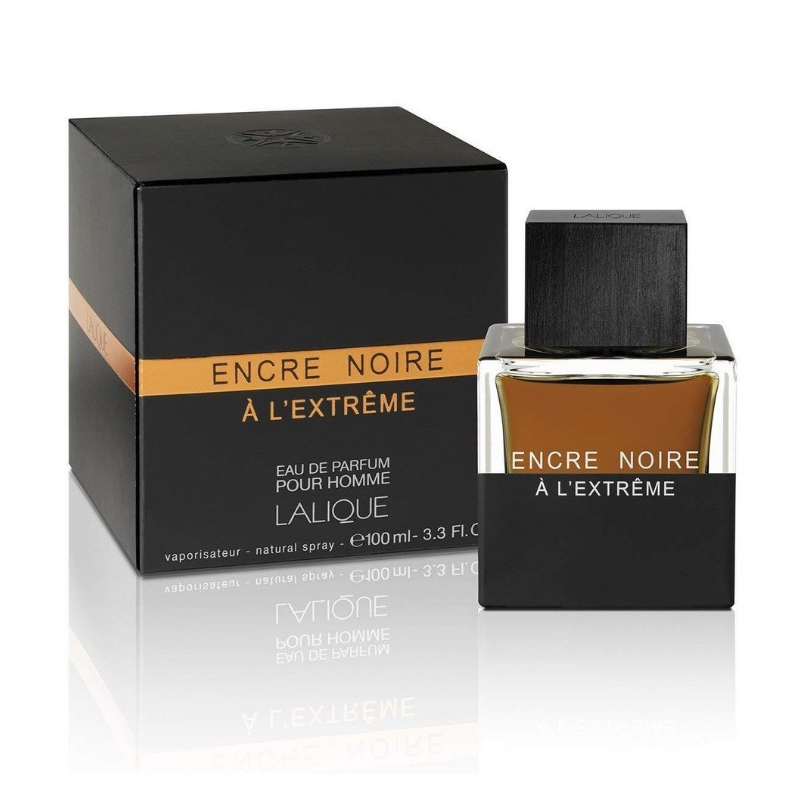 LALIQUE
ENCRE NOIRE
À L'EXTRÊME
EAU DE PARFUM
POUR HOMME
LALIQUE
vaporisateur - natural spray - ℮100 ml - 3.3 Fl.
LALIQUE
ENCRE NOIRE
À L'EXTRÊME